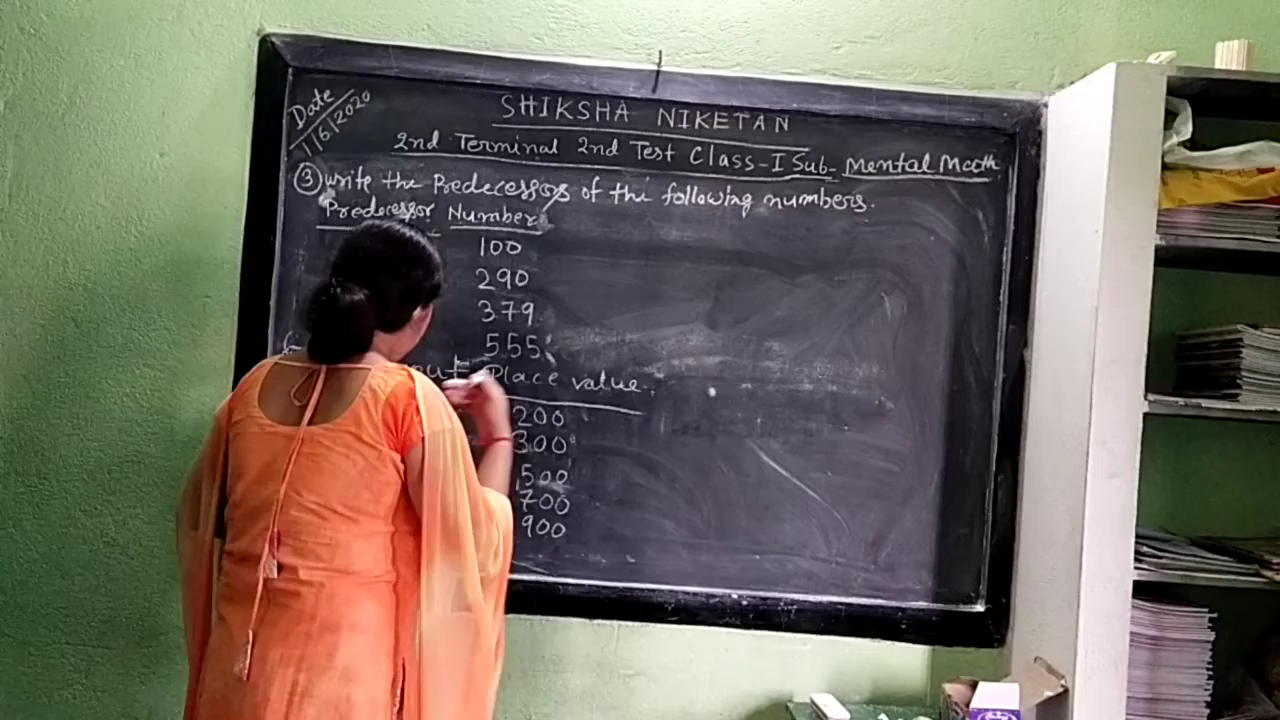 Date
1/6/2020
SHIKSHA NIKETAN
2nd Terminal 2nd Test Class-I Sub- Mental Math
③ Write the Predecessors of the following numbers.
Predecessor Number
100
290
379
555
Place value.
200
300
500
700
900